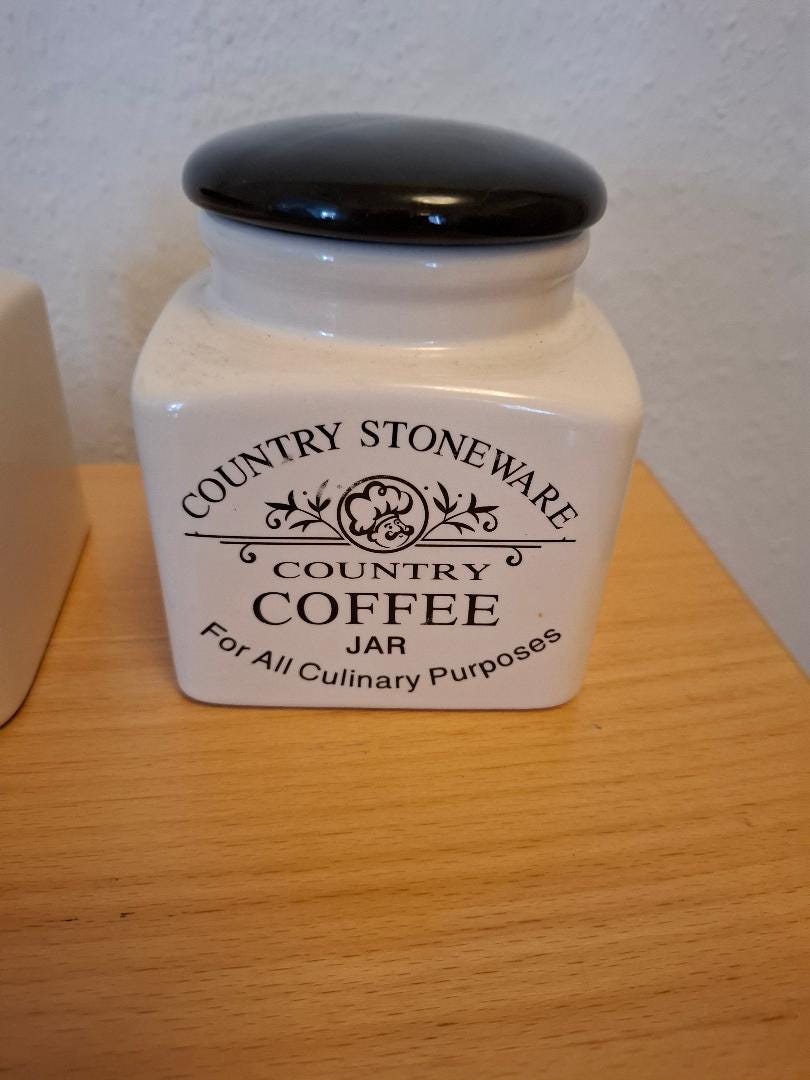 COUNTRY STONEWARE
COUNTRY
COFFEE
JAR
For All Culinary Purposes